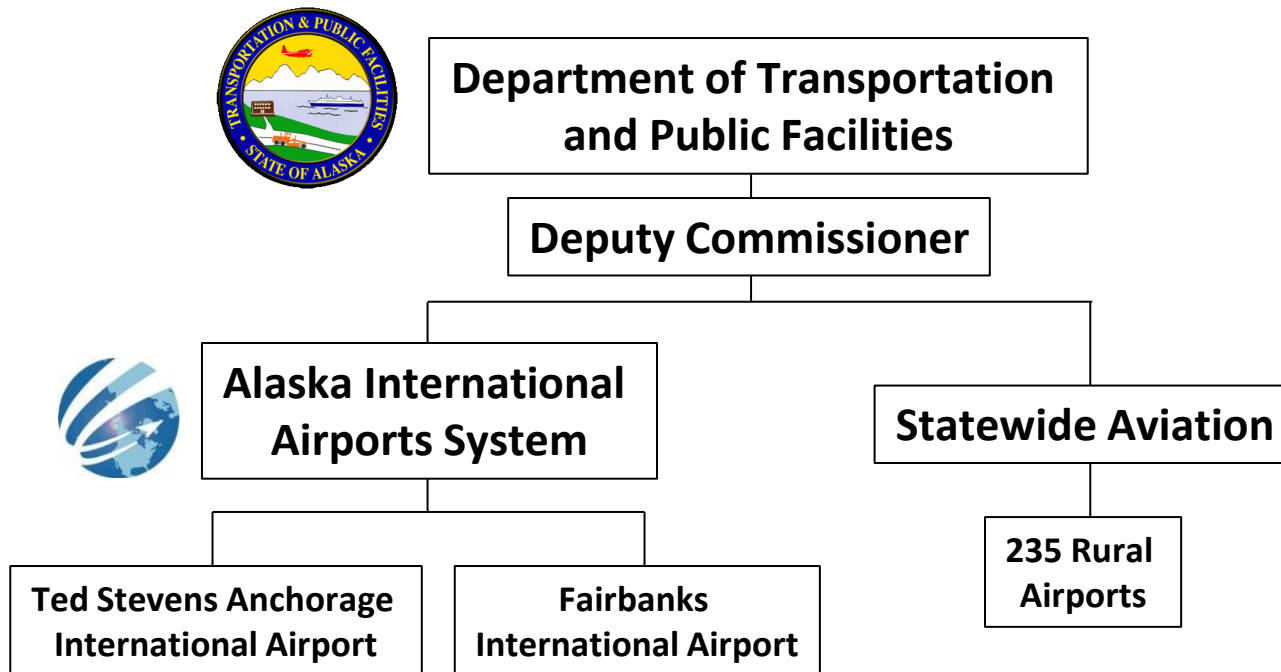 TRANSPORTATION & PUBLIC FACILITIES
STATE OF ALASKA
Department of Transportation
and Public Facilities
Deputy Commissioner
Alaska International
Airports System
Statewide Aviation
Ted Stevens Anchorage
International Airport
Fairbanks
International Airport
235 Rural
Airports